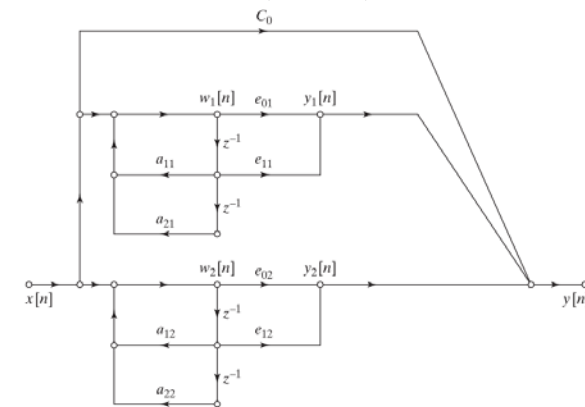 C₀
w₁[n] e₀₁ y₁[n]
z⁻¹
a₁₁ e₁₁
z⁻¹
a₂₁
w₂[n] e₀₂ y₂[n]
x[n] y[n
z⁻¹
a₁₂ e₁₂
z⁻¹
a₂₂